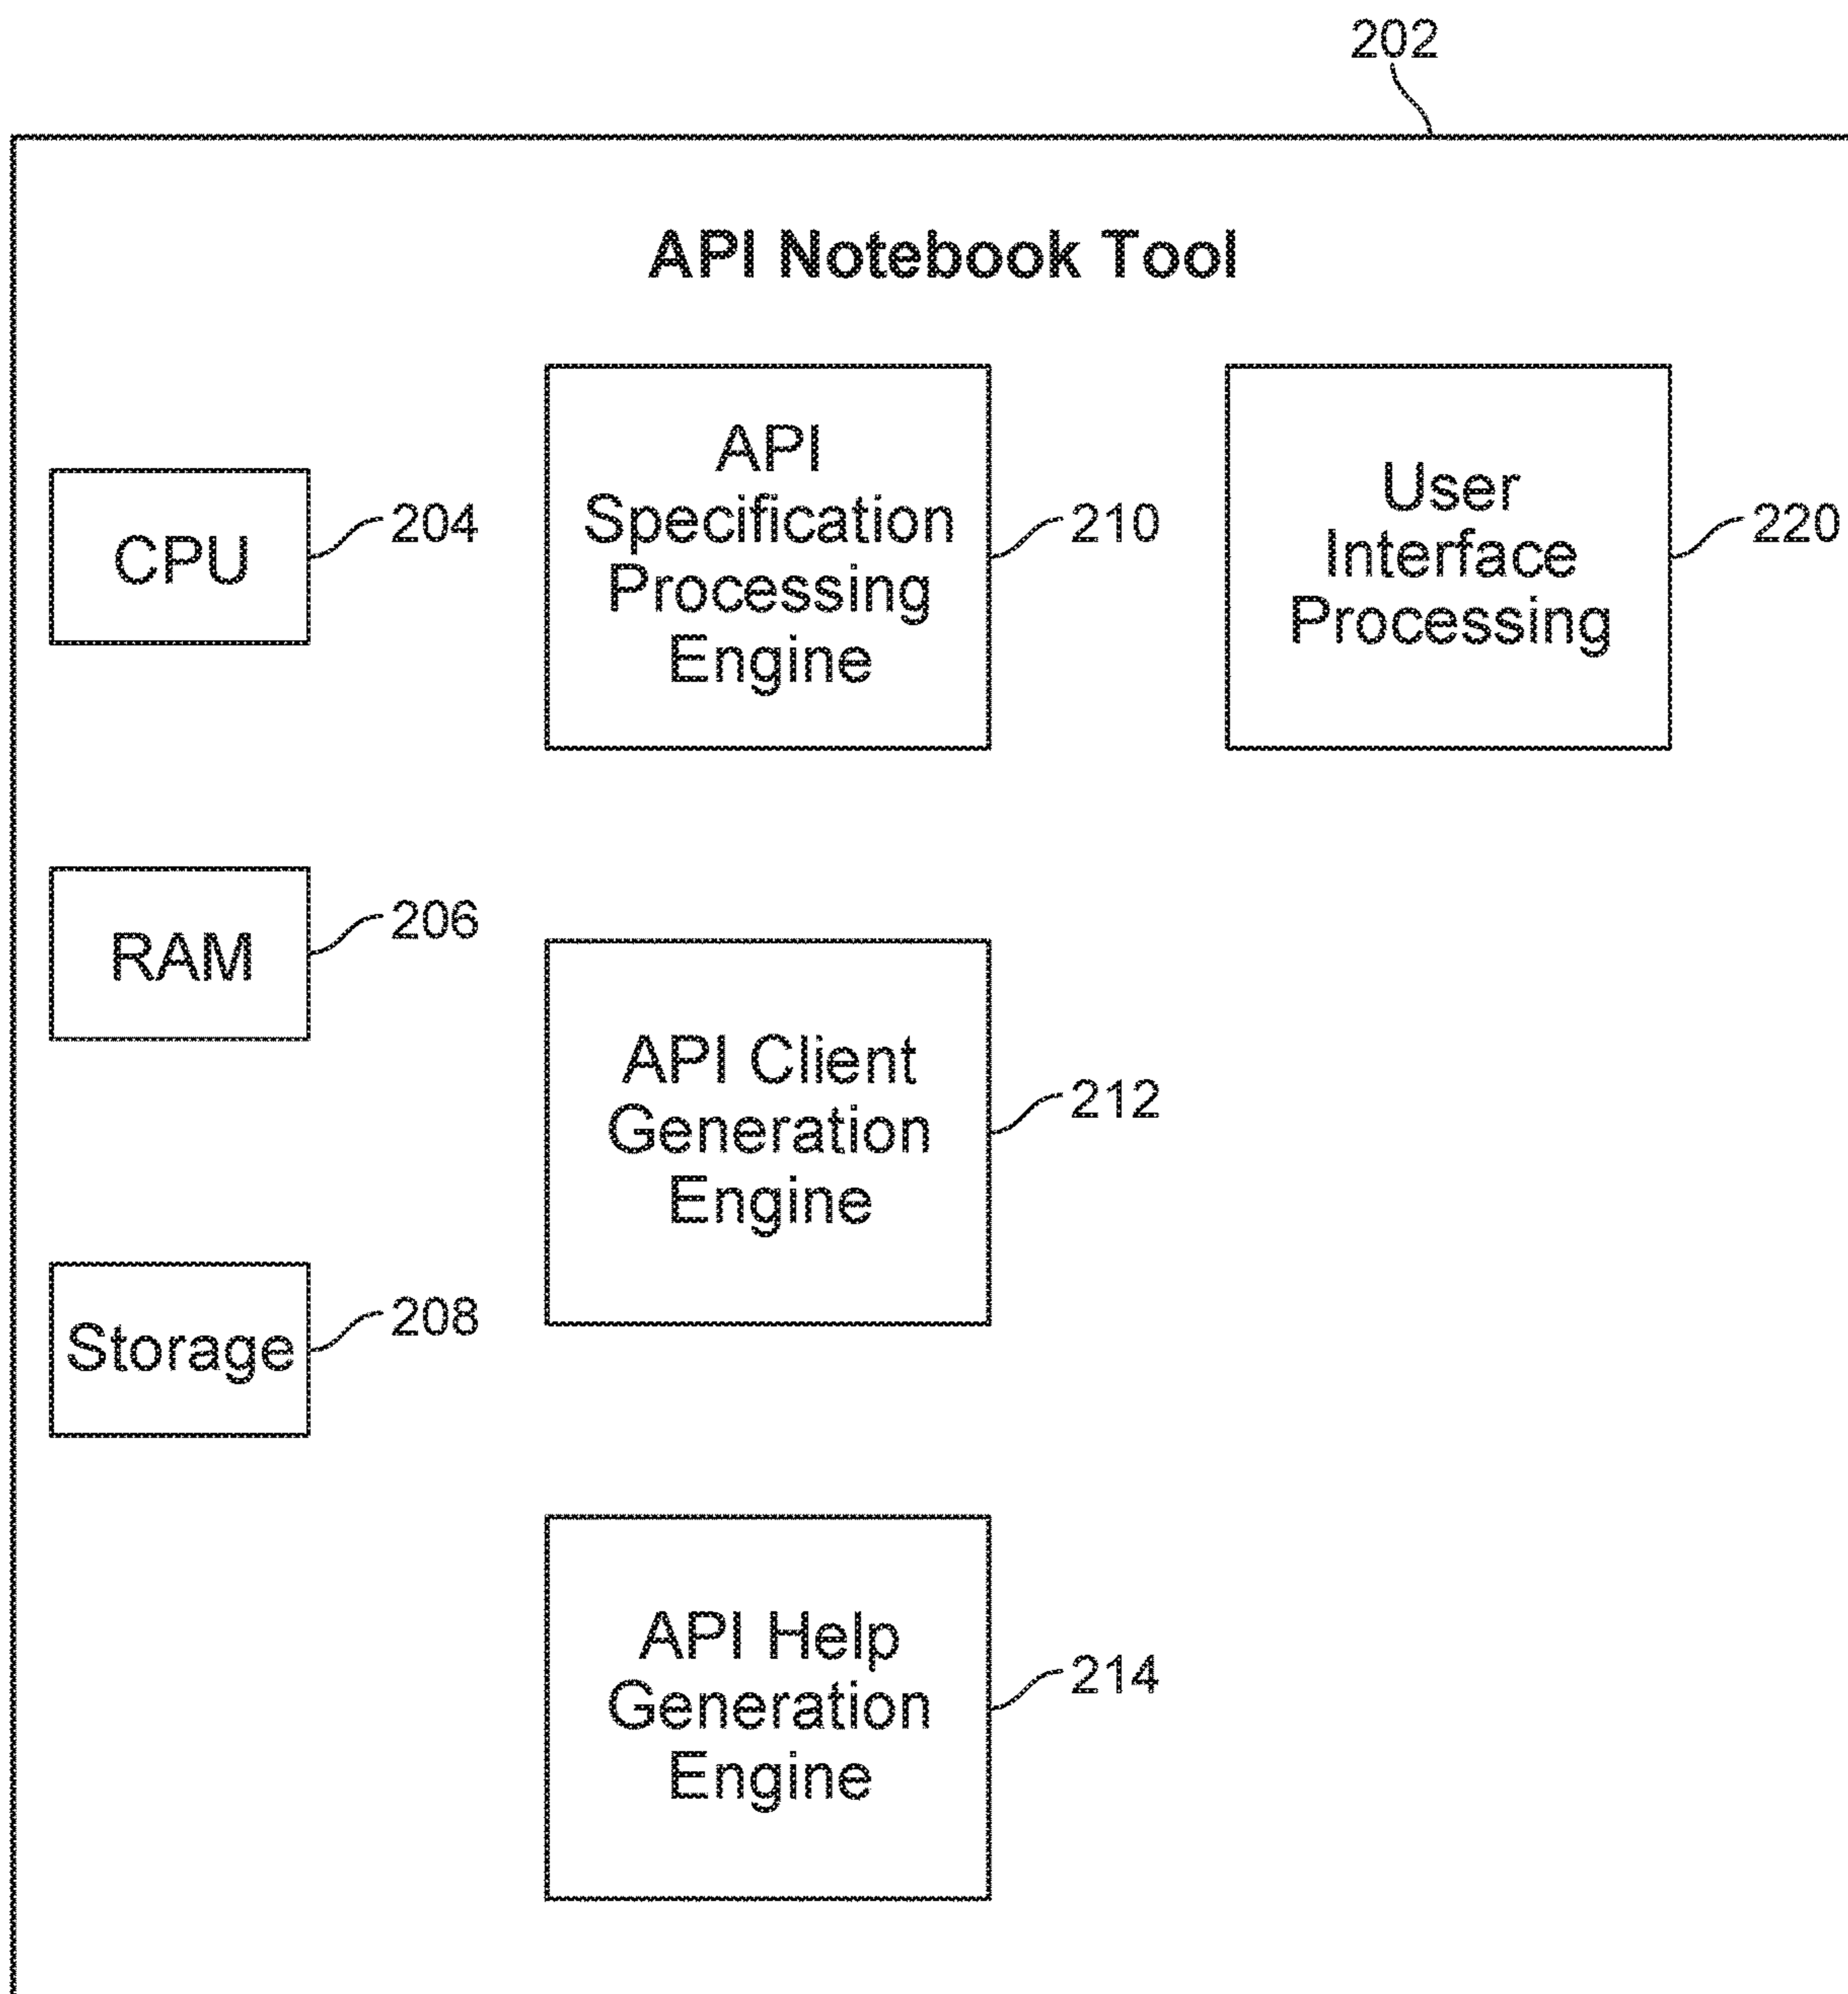 202
API Notebook Tool
CPU
204
API
Specification
Processing
Engine
210
User
Interface
Processing
220
RAM
206
API Client
Generation
Engine
212
Storage
208
API Help
Generation
Engine
214